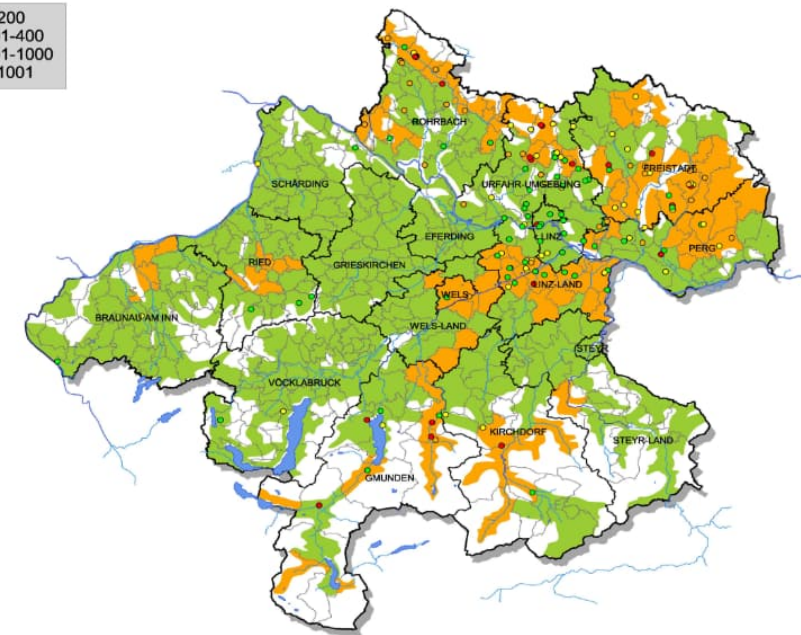 200
1-400
1-1000
1001
ROHRBACH
FREISTADT
SCHÄRDING
URFAHR-UMGEBUNG
EFERDING
LINZ
PERG
RIED
GRIESKIRCHEN
LINZ-LAND
WELS
BRAUNAU AM INN
WELS-LAND
STEYR
VÖCKLABRUCK
KIRCHDORF
STEYR-LAND
GMUNDEN